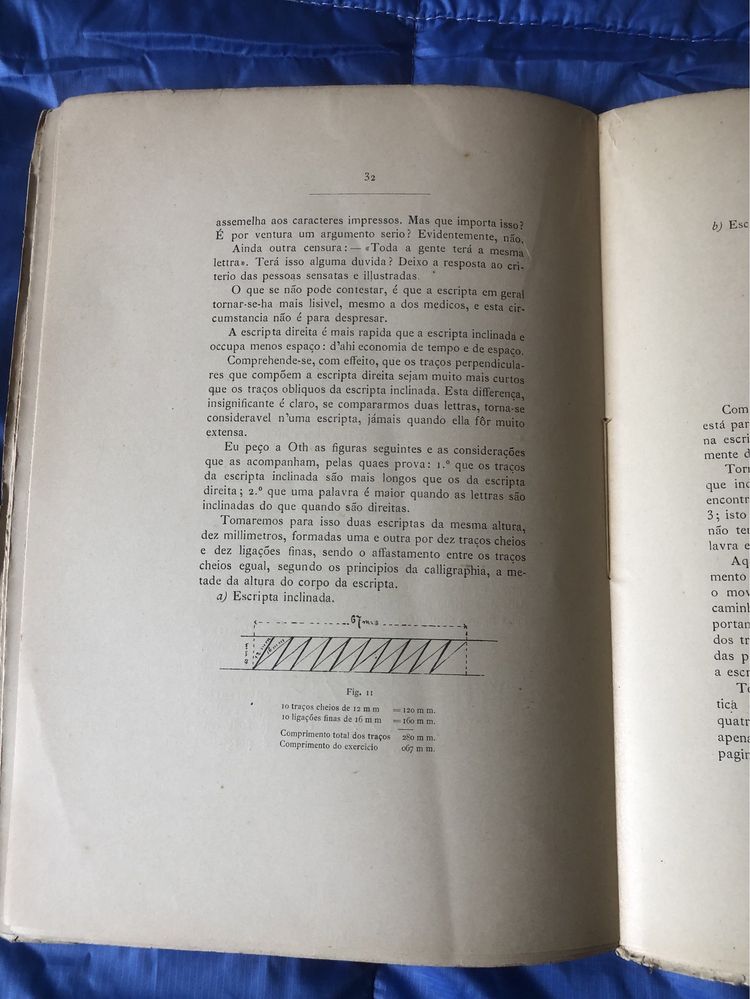 32
assemelha aos caracteres impressos. Mas que importa isso?
É por ventura um argumento serio? Evidentemente, não.
Ainda outra censura: — «Toda a gente terá a mesma
lettra». Terá isso alguma duvida? Deixo a resposta ao cri-
terio das pessoas sensatas e illustradas.
O que se não pode contestar, é que a escripta em geral
tornar-se-ha mais lisivel, mesmo a dos medicos, e esta cir-
cumstancia não é para despresar.
A escripta direita é mais rapida que a escripta inclinada e
occupa menos espaço: d'ahi economia de tempo e de espaço.
Comprehende-se, com effeito, que os traços perpendicula-
res que compõem a escripta direita sejam muito mais curtos
que os traços obliquos da escripta inclinada. Esta differença,
insignificante é claro, se compararmos duas lettras, torna-se
consideravel n'uma escripta, jámais quando ella fôr muito
extensa.
Eu peço a Oth as figuras seguintes e as considerações
que as acompanham, pelas quaes prova: 1.º que os traços
da escripta inclinada são mais longos que os da escripta
direita; 2.º que uma palavra é maior quando as lettras são
inclinadas do que quando são direitas.
Tomaremos para isso duas escriptas da mesma altura,
dez millimetros, formadas uma e outra por dez traços cheios
e dez ligações finas, sendo o affastamento entre os traços
cheios egual, segundo os principios da calligraphia, a me-
tade da altura do corpo da escripta.
a) Escripta inclinada.
67 m m
Fig. 11
10 traços cheios de 12 m m = 120 m m.
10 ligações finas de 16 m m = 160 m m.
Comprimento total dos traços 280 m m.
Comprimento do exercicio 067 m m.
b) Esc
Com
está par
na escri
mente d
Torn
que inc
encontr
3; isto
não ter
lavra e
Aq
mento
o mov
caminh
portan
dos tr
das p
a escr
To
tica
quatr
apena
pagin